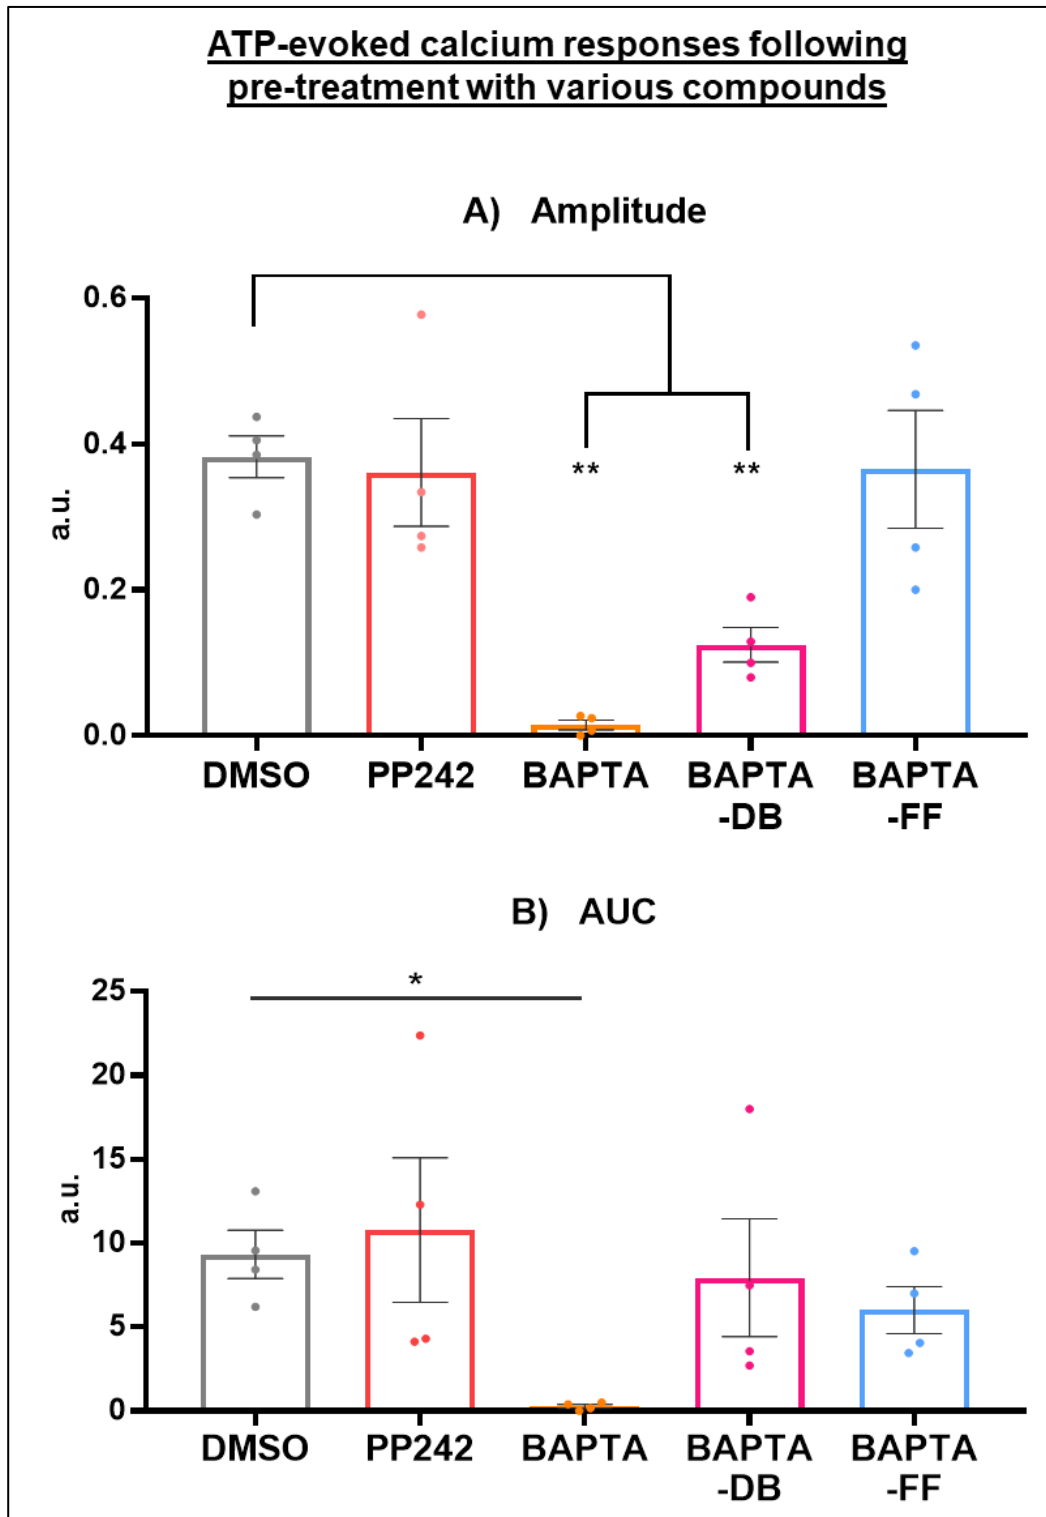 ATP-evoked calcium responses following
pre-treatment with various compounds
A) Amplitude
a.u.
0.6
0.4
0.2
0.0
**
**
DMSO
PP242
BAPTA
BAPTA
-DB
BAPTA
-FF
B) AUC
a.u.
25
20
15
10
5
0
*
DMSO
PP242
BAPTA
BAPTA
-DB
BAPTA
-FF